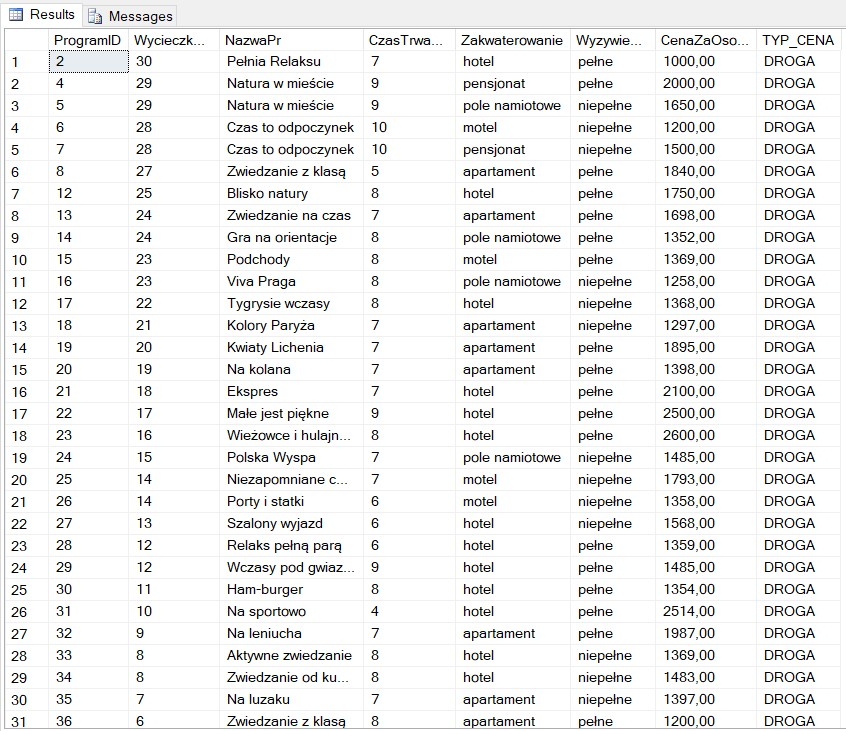 Results Messages
ProgramID Wycieczk... NazwaPr CzasTrwa... Zakwaterowanie Wyzywie... CenaZaOso... TYP_CENA
1 2 30 Pełnia Relaksu 7 hotel pełne 1000,00 DROGA
2 4 29 Natura w mieście 9 pensjonat pełne 2000,00 DROGA
3 5 29 Natura w mieście 9 pole namiotowe niepełne 1650,00 DROGA
4 6 28 Czas to odpoczynek 10 motel niepełne 1200,00 DROGA
5 7 28 Czas to odpoczynek 10 pensjonat niepełne 1500,00 DROGA
6 8 27 Zwiedzanie z klasą 5 apartament pełne 1840,00 DROGA
7 12 25 Blisko natury 8 hotel pełne 1750,00 DROGA
8 13 24 Zwiedzanie na czas 7 apartament pełne 1698,00 DROGA
9 14 24 Gra na orientacje 8 pole namiotowe pełne 1352,00 DROGA
10 15 23 Podchody 8 motel pełne 1369,00 DROGA
11 16 23 Viva Praga 8 pole namiotowe niepełne 1258,00 DROGA
12 17 22 Tygrysie wczasy 8 hotel niepełne 1368,00 DROGA
13 18 21 Kolory Paryża 7 apartament niepełne 1297,00 DROGA
14 19 20 Kwiaty Lichenia 7 apartament pełne 1895,00 DROGA
15 20 19 Na kolana 7 apartament pełne 1398,00 DROGA
16 21 18 Ekspres 7 hotel pełne 2100,00 DROGA
17 22 17 Małe jest piękne 9 hotel pełne 2500,00 DROGA
18 23 16 Wieżowce i hulajn... 8 hotel pełne 2600,00 DROGA
19 24 15 Polska Wyspa 7 pole namiotowe niepełne 1485,00 DROGA
20 25 14 Niezapomniane c... 7 motel niepełne 1793,00 DROGA
21 26 14 Porty i statki 6 motel niepełne 1358,00 DROGA
22 27 13 Szalony wyjazd 6 hotel niepełne 1568,00 DROGA
23 28 12 Relaks pełną parą 6 hotel pełne 1359,00 DROGA
24 29 12 Wczasy pod gwiaz... 9 hotel pełne 1485,00 DROGA
25 30 11 Ham-burger 8 hotel pełne 1354,00 DROGA
26 31 10 Na sportowo 4 hotel pełne 2514,00 DROGA
27 32 9 Na leniucha 7 apartament pełne 1987,00 DROGA
28 33 8 Aktywne zwiedzanie 8 hotel niepełne 1369,00 DROGA
29 34 8 Zwiedzanie od ku... 8 hotel niepełne 1483,00 DROGA
30 35 7 Na luzaku 7 apartament niepełne 1397,00 DROGA
31 36 6 Zwiedzanie z klasą 8 apartament pełne 1200,00 DROGA